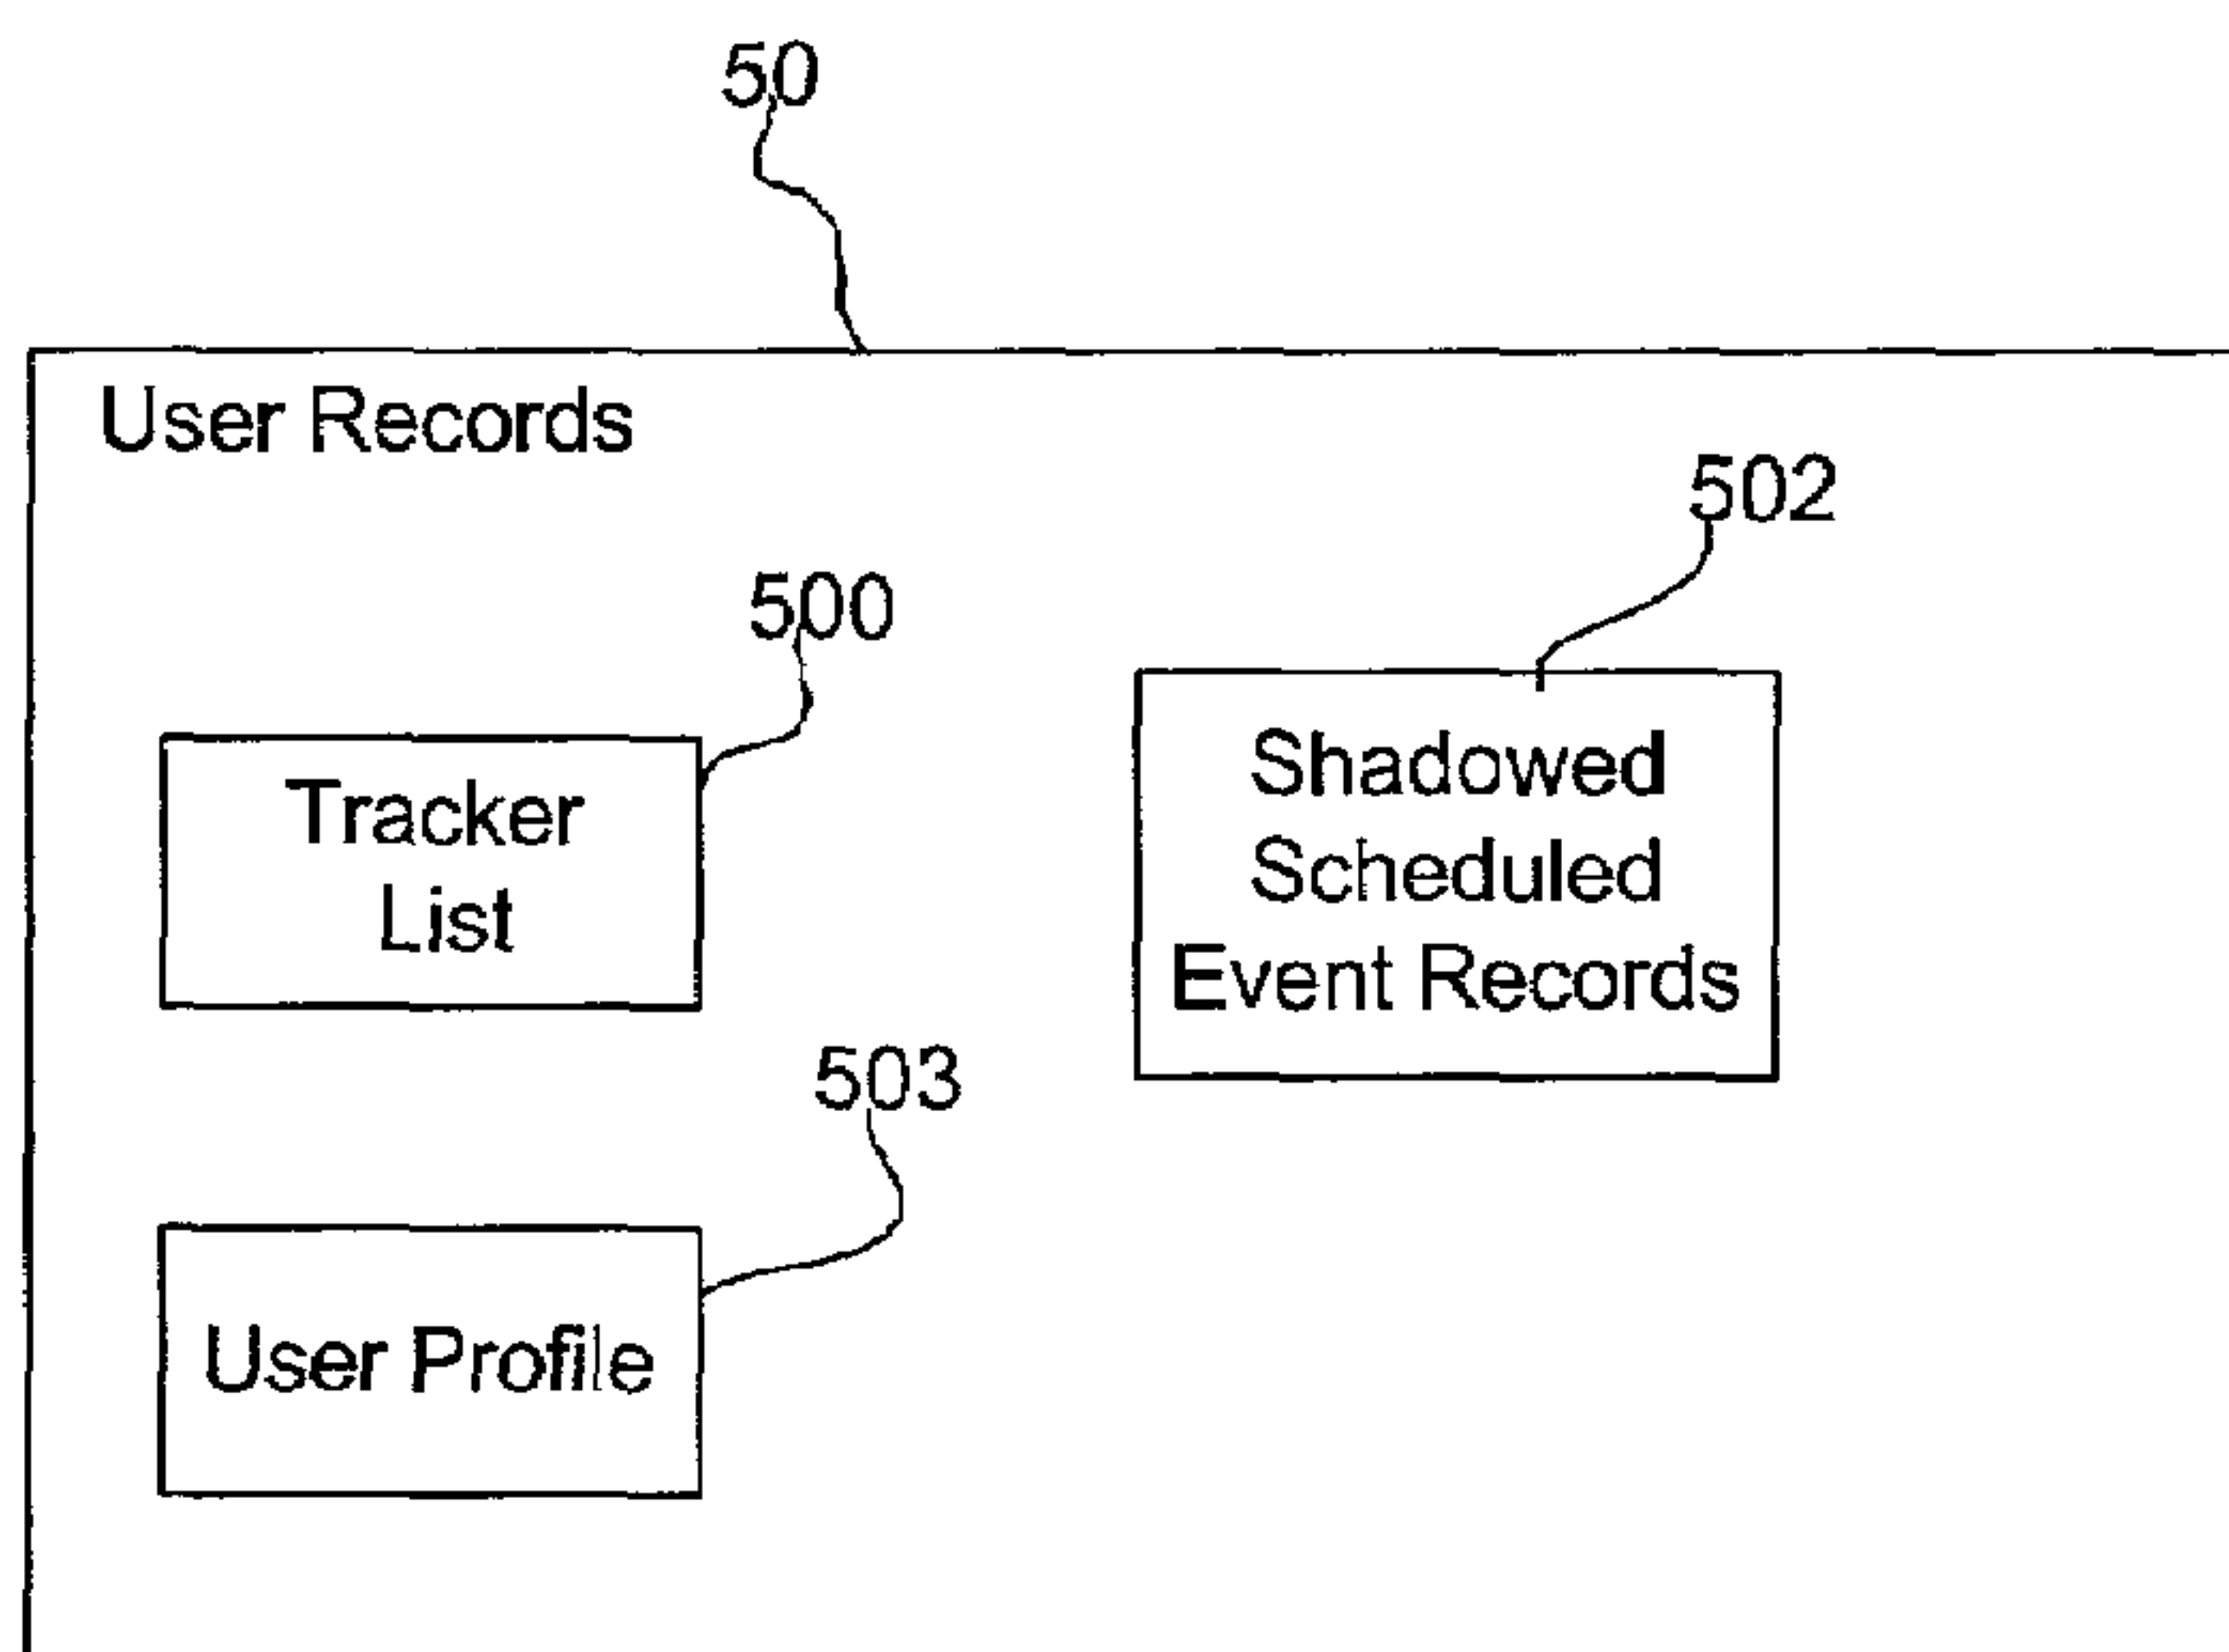 50
User Records
502
500
Shadowed
Scheduled
Event Records
Tracker
List
503
User Profile